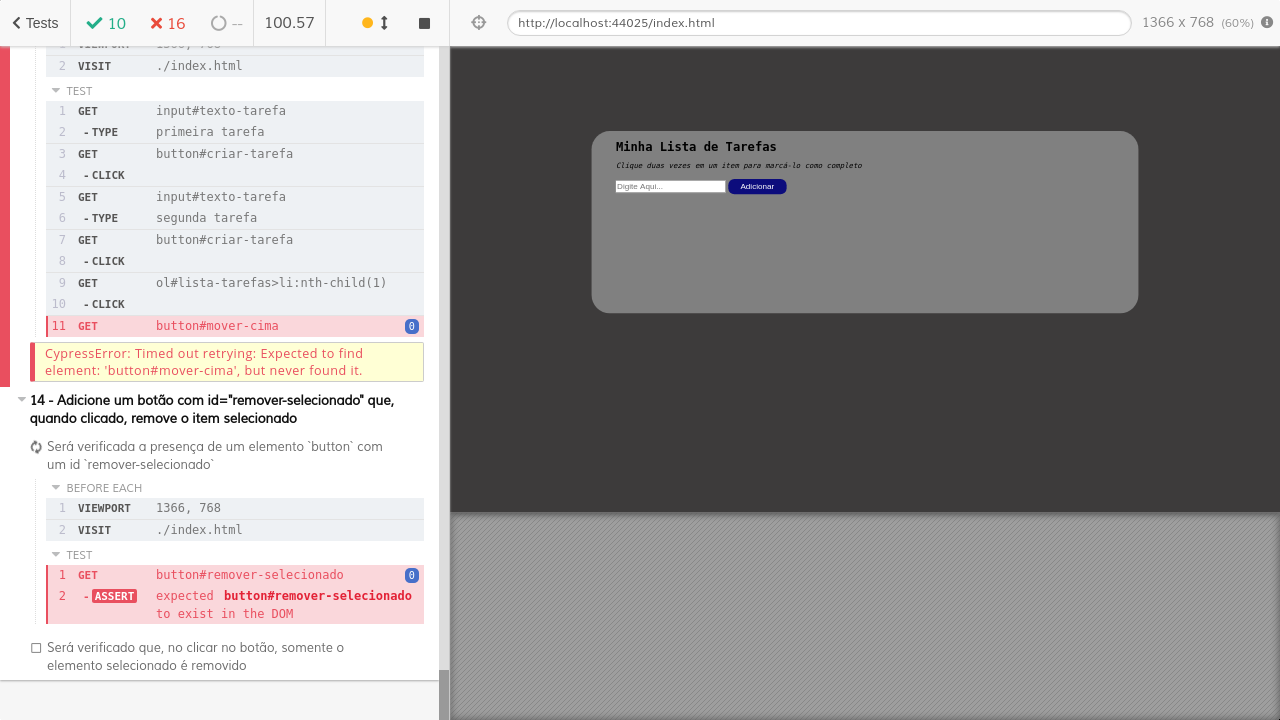 Tests 10 16 -- 100.57
http://localhost:44025/index.html 1366 x 768 (60%)
1 VIEWPORT 1366, 768
2 VISIT ./index.html
TEST
1 GET input#texto-tarefa
2 -TYPE primeira tarefa
3 GET button#criar-tarefa
4 -CLICK
5 GET input#texto-tarefa
6 -TYPE segunda tarefa
7 GET button#criar-tarefa
8 -CLICK
9 GET ol#lista-tarefas>li:nth-child(1)
10 -CLICK
11 GET button#mover-cima 0
CypressError: Timed out retrying: Expected to find
element: 'button#mover-cima', but never found it.
14 - Adicione um botão com id="remover-selecionado" que,
quando clicado, remove o item selecionado
Será verificada a presença de um elemento `button` com
um id `remover-selecionado`
BEFORE EACH
1 VIEWPORT 1366, 768
2 VISIT ./index.html
TEST
1 GET button#remover-selecionado 0
2 -ASSERT expected button#remover-selecionado
to exist in the DOM
Será verificado que, no clicar no botão, somente o
elemento selecionado é removido
Minha Lista de Tarefas
Clique duas vezes em um item para marcá-lo como completo
Digite Aqui... Adicionar